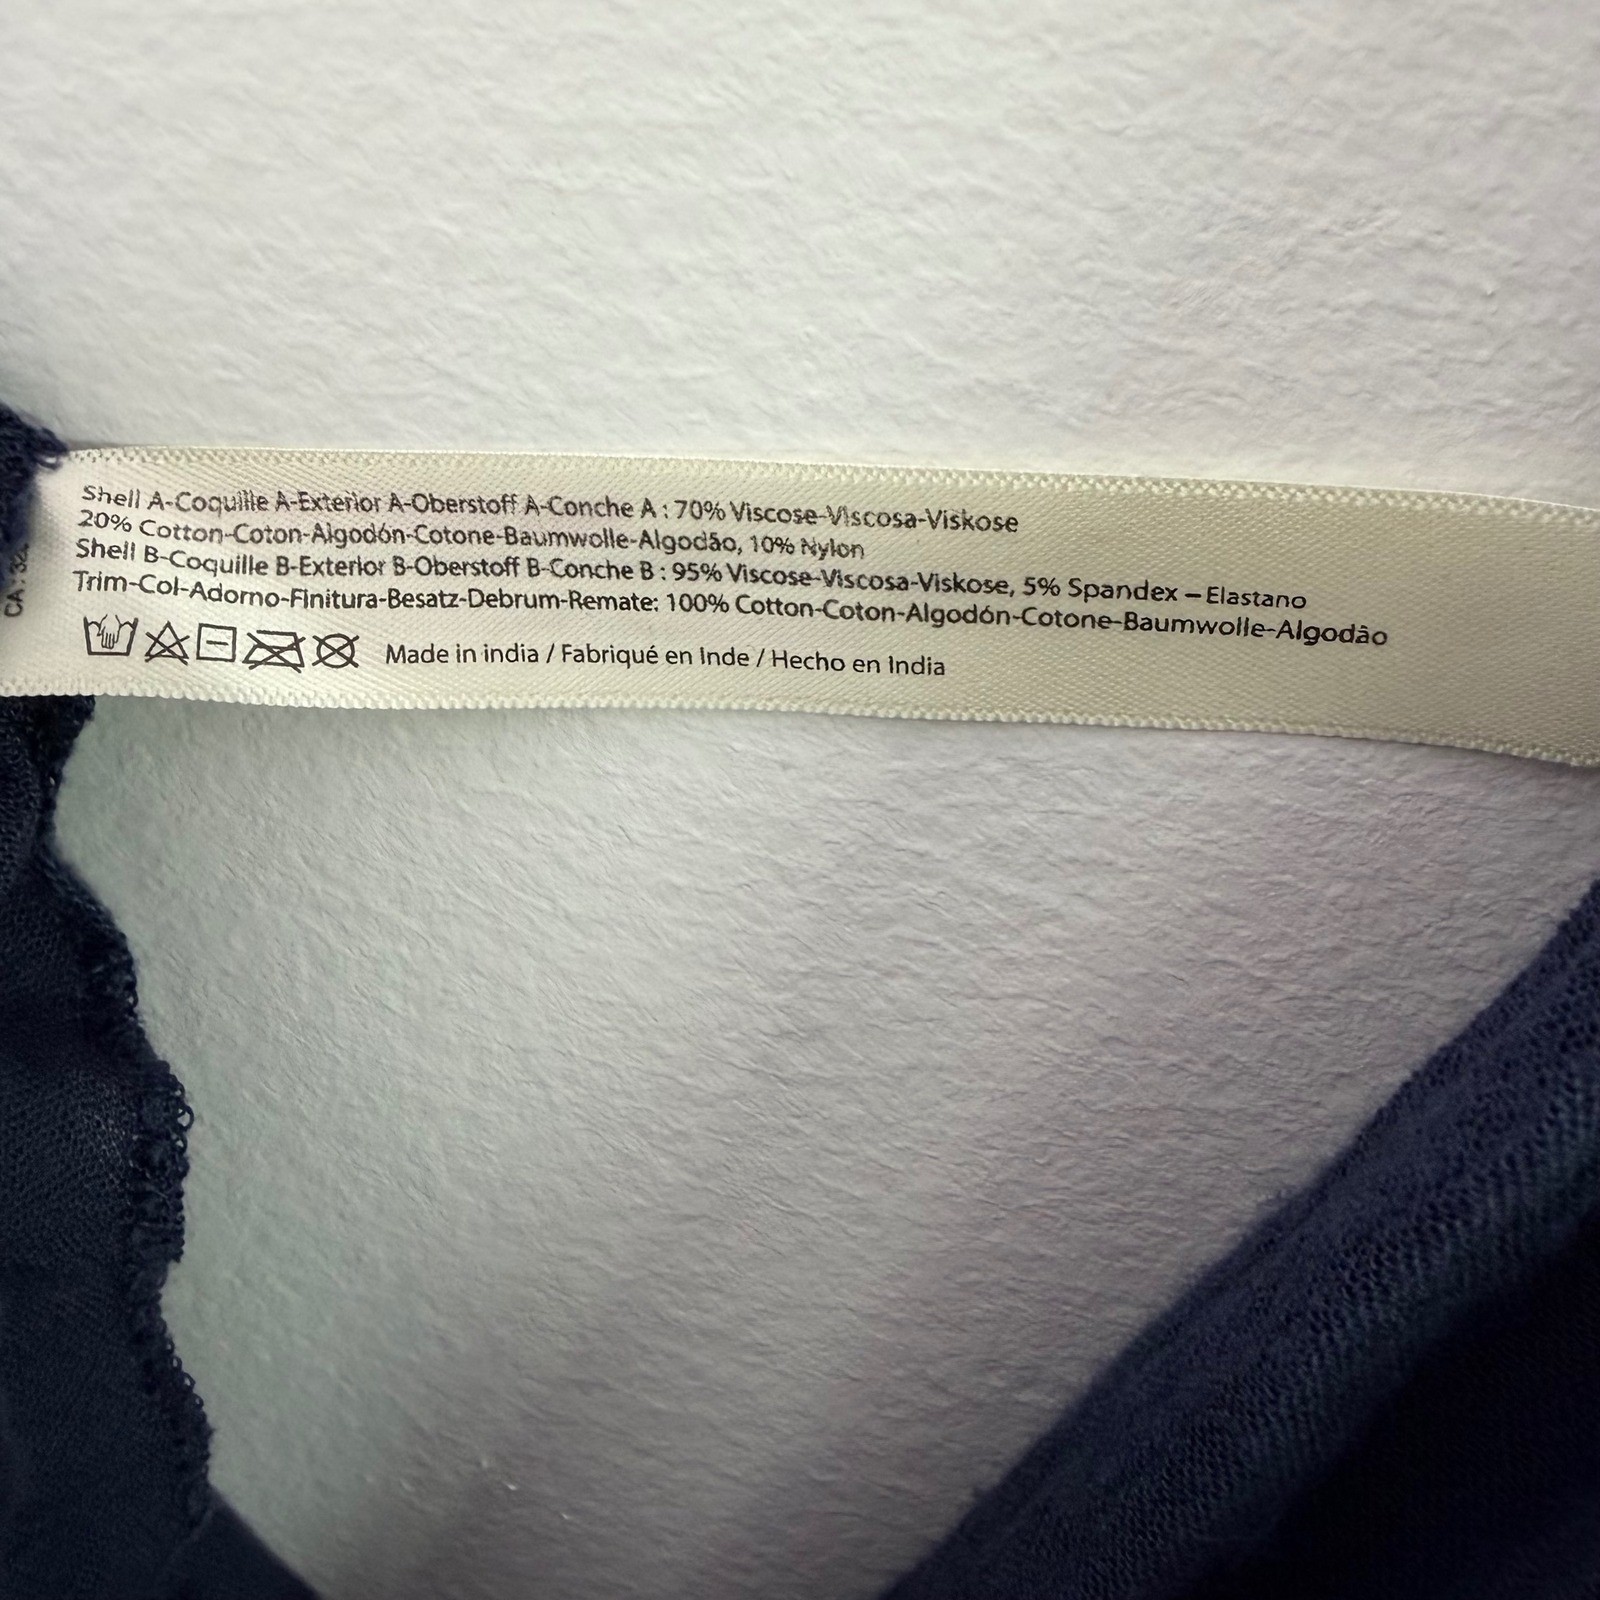 Shell A-Coquille A-Exterior A-Oberstoff A-Conche A : 70% Viscose-Viscosa-Viskose
20% Cotton-Coton-Algodón-Cotone-Baumwolle-Algodão, 10% Nylon
Shell B-Coquille B-Exterior B-Oberstoff B-Conche B : 95% Viscose-Viscosa-Viskose, 5% Spandex – Elastano
Trim-Col-Adorno-Finitura-Besatz-Debrum-Remate: 100% Cotton-Coton-Algodón-Cotone-Baumwolle-Algodão
Made in india / Fabriqué en Inde / Hecho en India
CA: